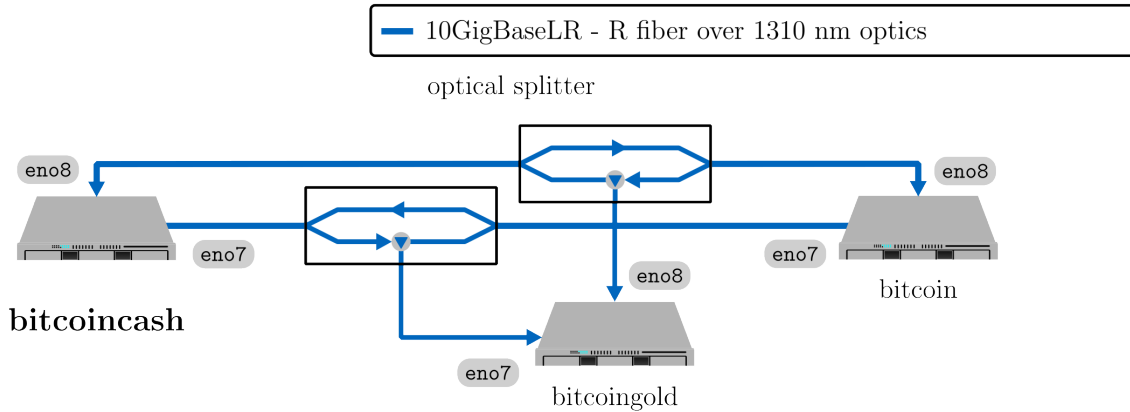 10GigBaseLR - R fiber over 1310 nm optics
optical splitter
eno8
eno8
eno7
eno7
eno8
bitcoin
bitcoincash
eno7
bitcoingold